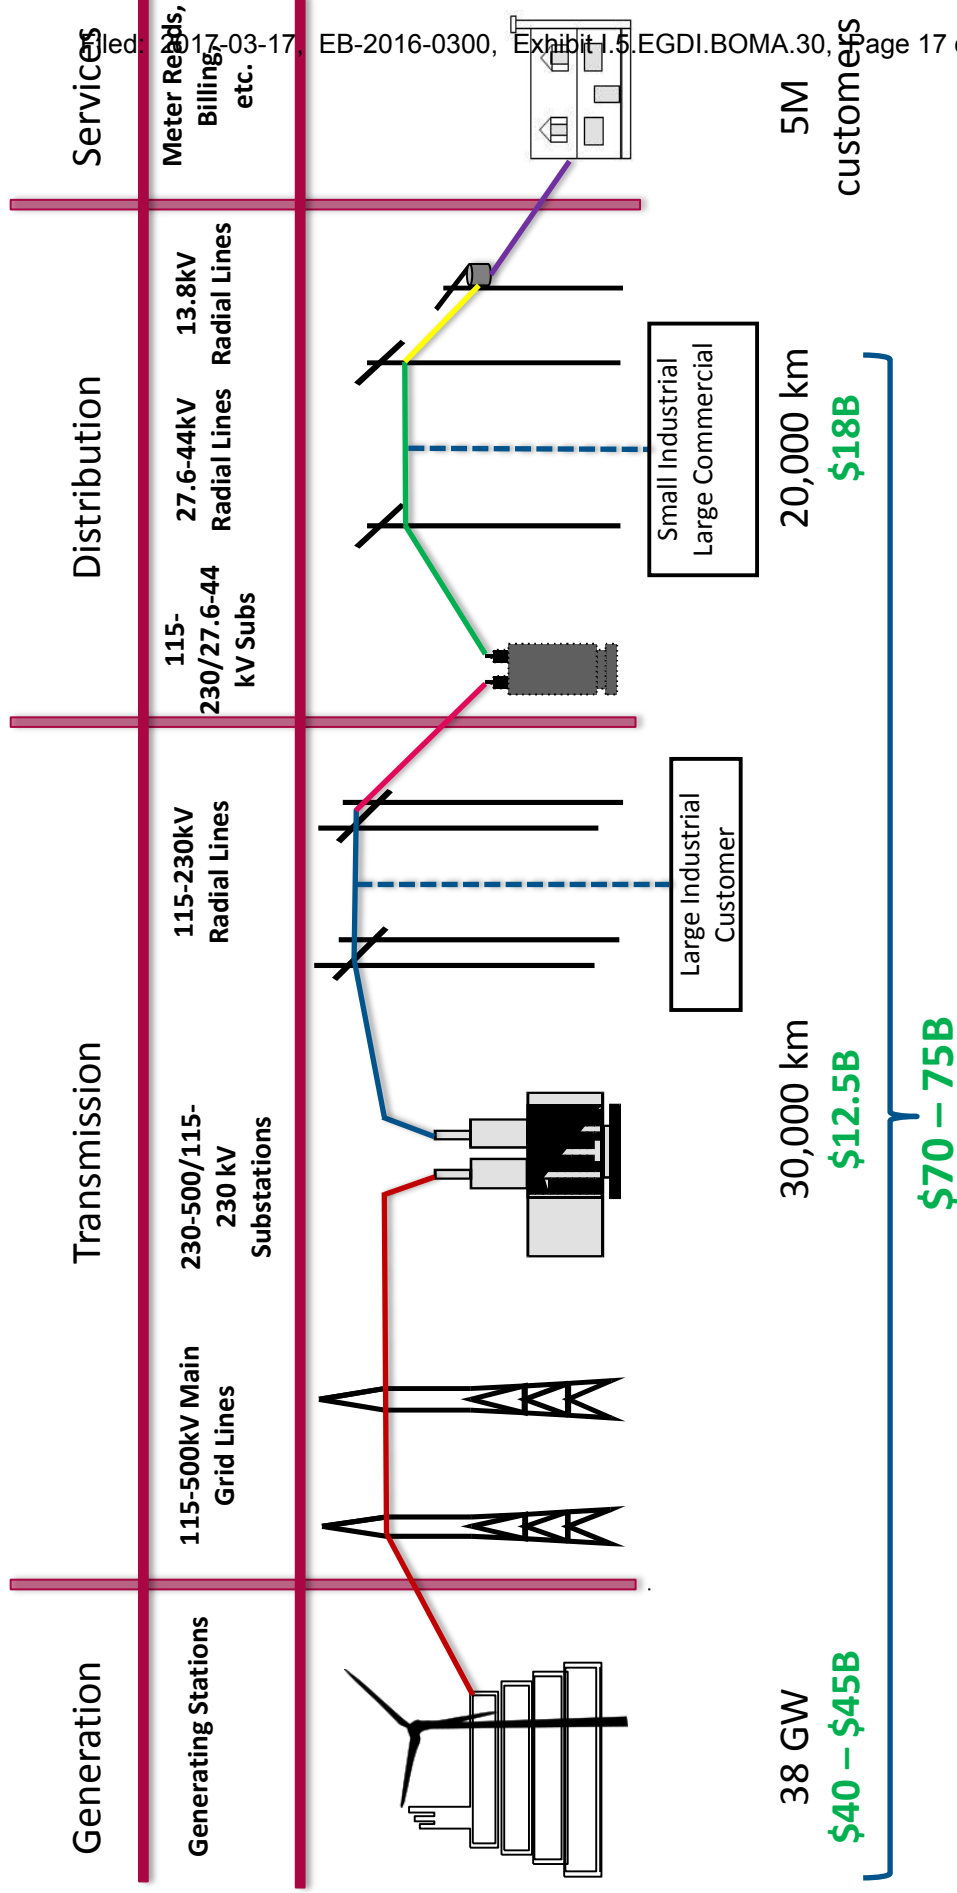 Filed: 2017-03-17, EB-2016-0300, Exhibit I.5.EGDI.BOMA.30, Page 17
Generation
Transmission
Distribution
Services
Generating Stations
115-500kV Main
Grid Lines
230-500/115-
230 kV
Substations
115-230kV
Radial Lines
115-
230/27.6-44
kV Subs
27.6-44kV
Radial Lines
13.8kV
Radial Lines
Meter Reads,
Billing,
etc.
Large Industrial
Customer
Small Industrial
Large Commercial
38 GW
$40 – $45B
30,000 km
$12.5B
20,000 km
$18B
5M
customers
$70 – 75B